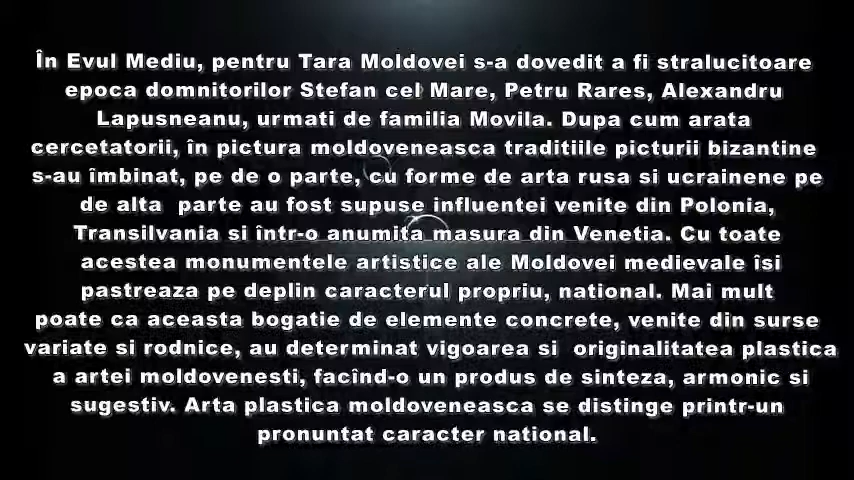 În Evul Mediu, pentru Tara Moldovei s-a dovedit a fi stralucitoare
epoca domnitorilor Stefan cel Mare, Petru Rares, Alexandru
Lapusneanu, urmati de familia Movila. Dupa cum arata
cercetatorii, în pictura moldoveneasca traditiile picturii bizantine
s-au îmbinat, pe de o parte, cu forme de arta rusa si ucrainene pe
de alta  parte au fost supuse influentei venite din Polonia,
Transilvania si într-o anumita masura din Venetia. Cu toate
acestea monumentele artistice ale Moldovei medievale îsi
pastreaza pe deplin caracterul propriu, national. Mai mult
poate ca aceasta bogatie de elemente concrete, venite din surse
variate si rodnice, au determinat vigoarea si  originalitatea plastica
a artei moldovenesti, facînd-o un produs de sinteza, armonic si
sugestiv. Arta plastica moldoveneasca se distinge printr-un
pronuntat caracter national.